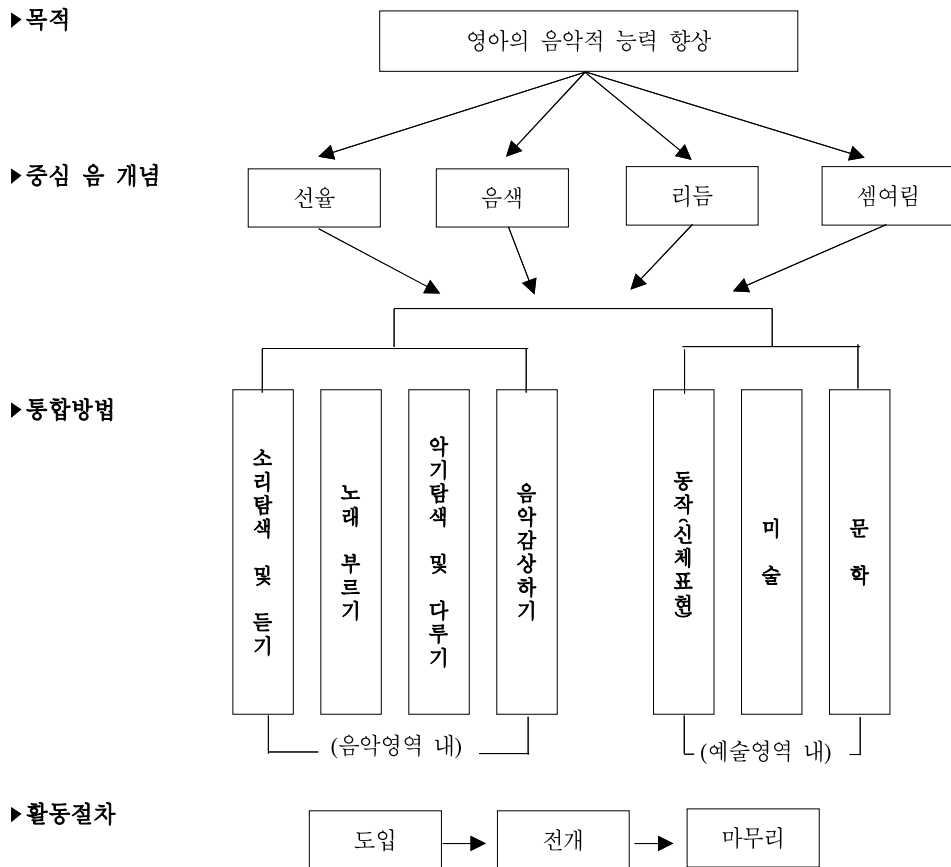 ▶목적
영아의 음악적 능력 향상
▶중심 음 개념
선율
음색
리듬
셈여림
▶통합방법
소리탐색 및 듣기
노래 부르기
악기탐색 및 다루기
음악감상하기
동작(신체표현)
미술
문학
(음악영역 내)
(예술영역 내)
▶활동절차
도입
전개
마무리